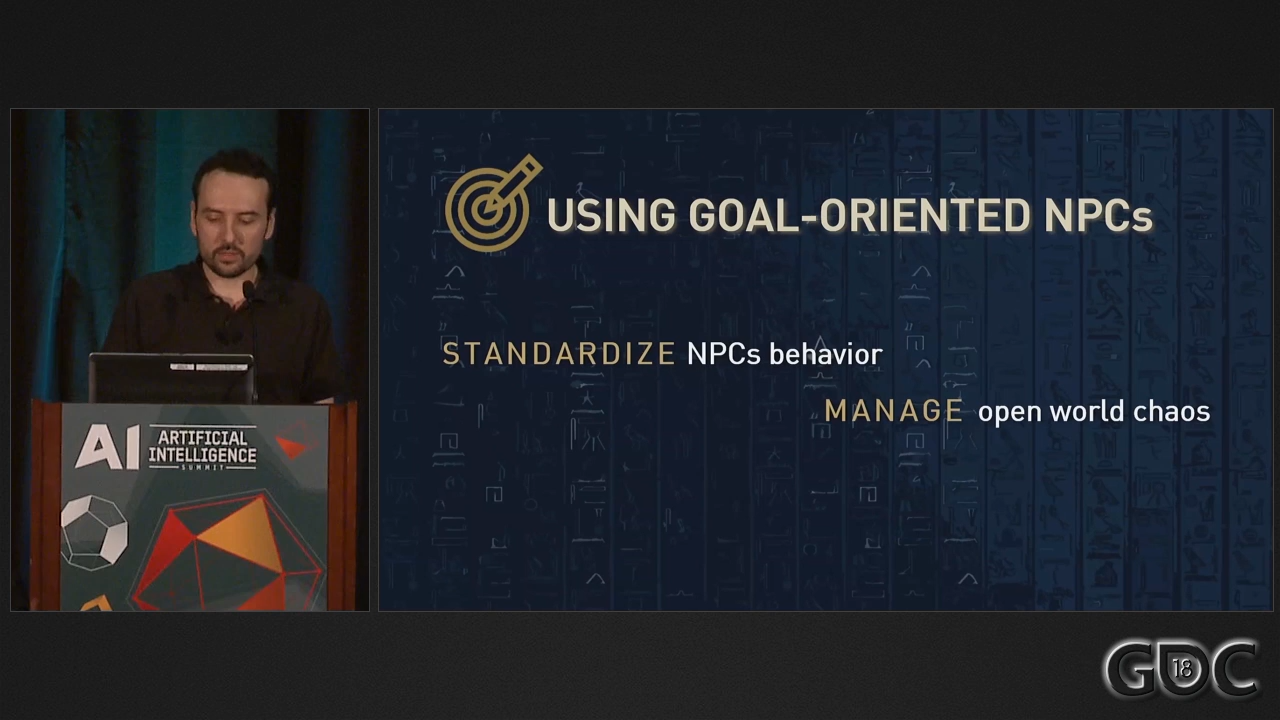 USING GOAL-ORIENTED NPCs
STANDARDIZE NPCs behavior
MANAGE open world chaos
AI ARTIFICIAL
INTELLIGENCE
SUMMIT
GDC
18